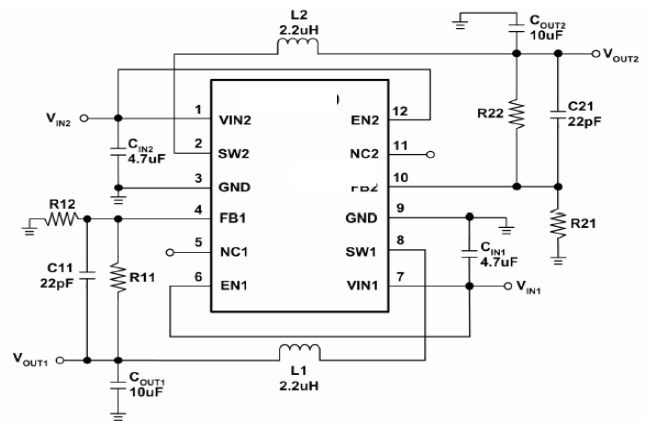 L2
2.2uH
COUT2
10uF
VOUT2
VIN2
1
VIN2
EN2
12
R22
C21
22pF
CIN2
4.7uF
2
SW2
NC2
11
3
GND
10
R12
4
FB1
GND
9
R21
C11
22pF
R11
5
NC1
SW1
8
CIN1
4.7uF
6
EN1
VIN1
7
VIN1
VOUT1
L1
2.2uH
COUT1
10uF